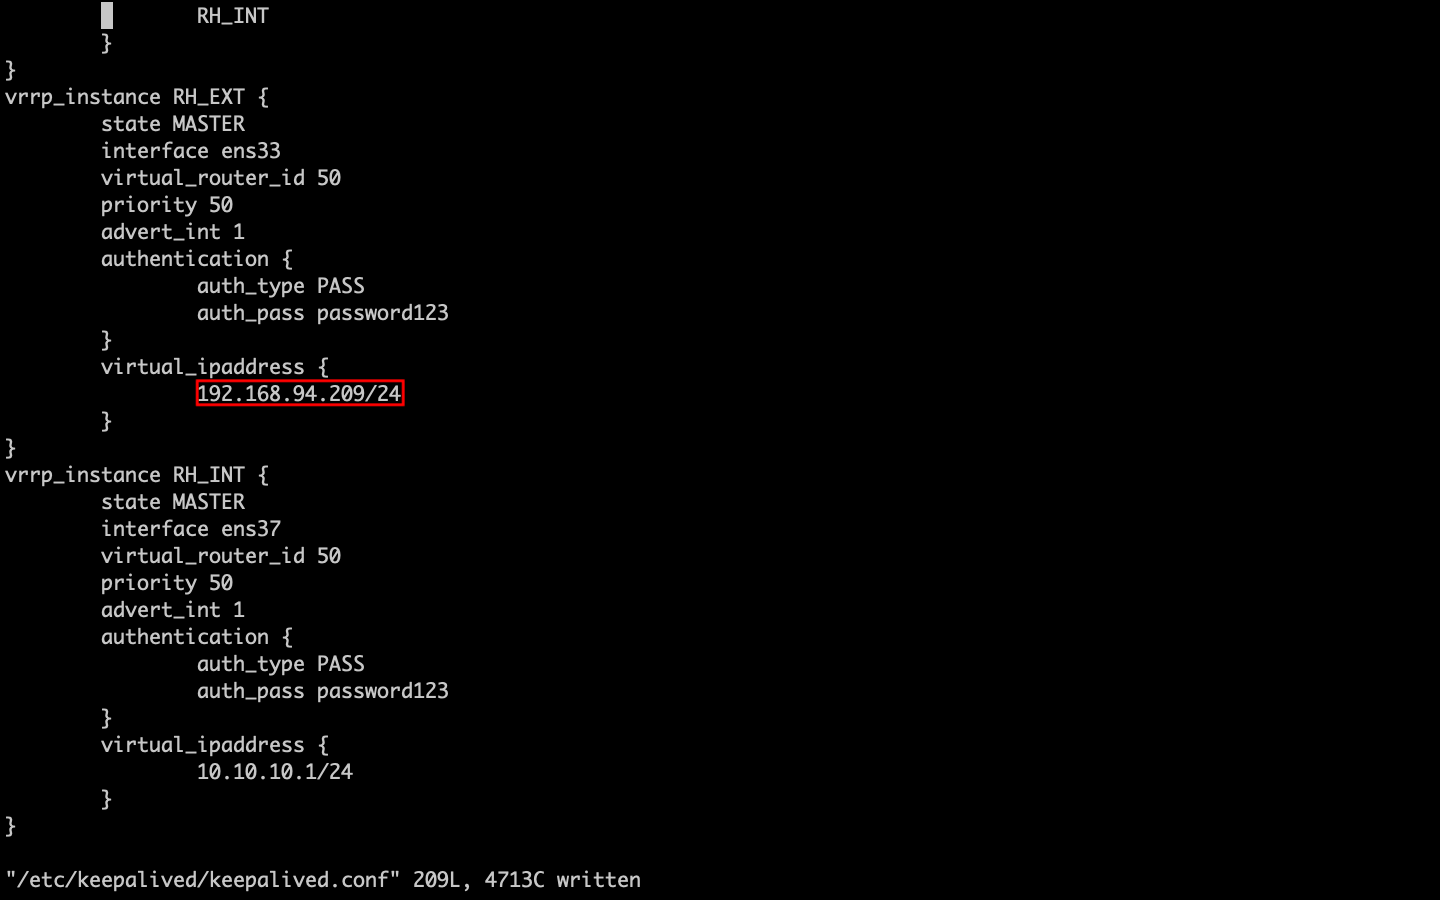 RH_INT
}
}
vrrp_instance RH_EXT {
state MASTER
interface ens33
virtual_router_id 50
priority 50
advert_int 1
authentication {
auth_type PASS
auth_pass password123
}
virtual_ipaddress {
192.168.94.209/24
}
}
vrrp_instance RH_INT {
state MASTER
interface ens37
virtual_router_id 50
priority 50
advert_int 1
authentication {
auth_type PASS
auth_pass password123
}
virtual_ipaddress {
10.10.10.1/24
}
}
"/etc/keepalived/keepalived.conf" 209L, 4713C written